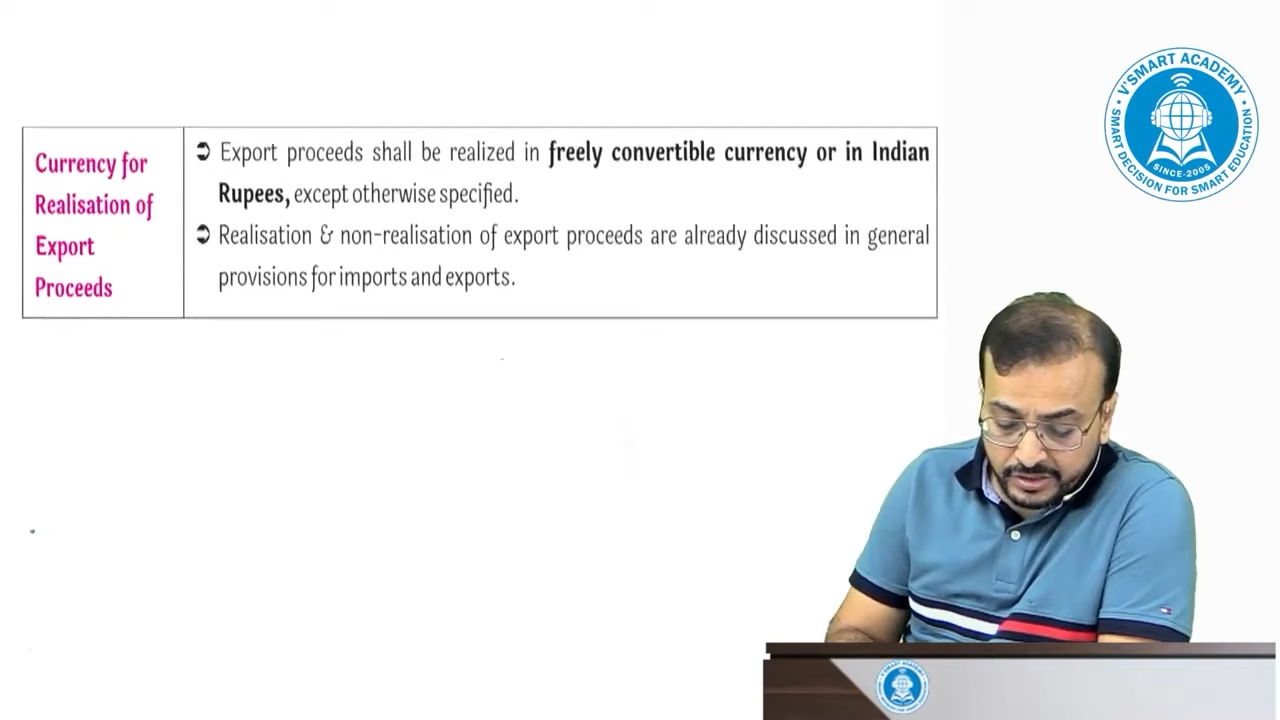 Currency for
Realisation of
Export
Proceeds
➲ Export proceeds shall be realized in freely convertible currency or in Indian
Rupees, except otherwise specified.
➲ Realisation & non-realisation of export proceeds are already discussed in general
provisions for imports and exports.
V'SMART ACADEMY
SINCE-2005
SMART DECISION FOR SMART EDUCATION